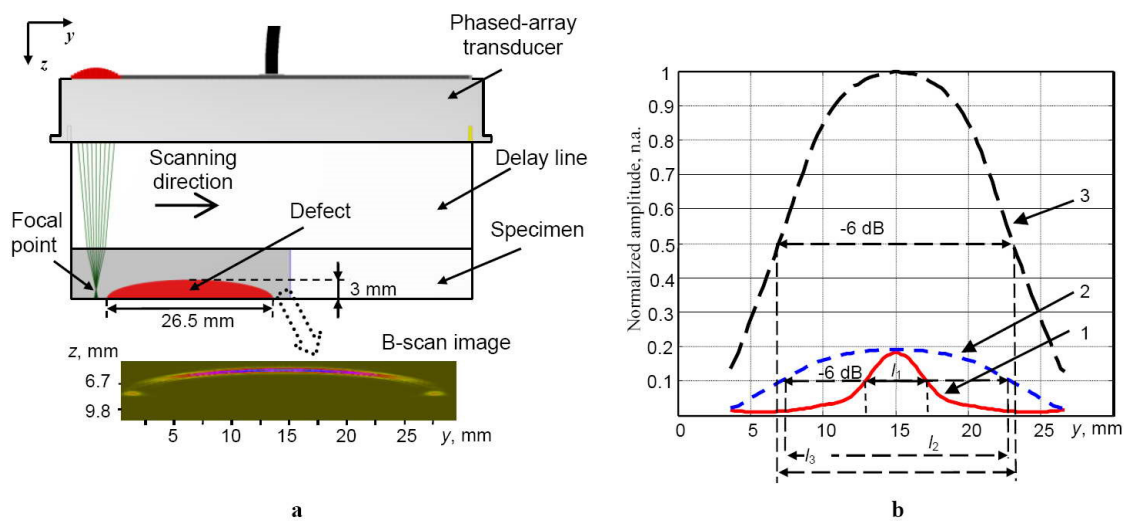 a
y
z
Phased-array
transducer
Scanning
direction
Delay line
Defect
Focal
point
Specimen
3 mm
26.5 mm
B-scan image
z, mm
6.7
9.8
5 10 15 20 25 y, mm
a
Normalized amplitude, n.a.
1
0.9
0.8
0.7
0.6
0.5
0.4
0.3
0.2
0.1
-6 dB
3
2
1
-6 dB l1
0 5 10 15 20 25 y, mm
l2
l3
b